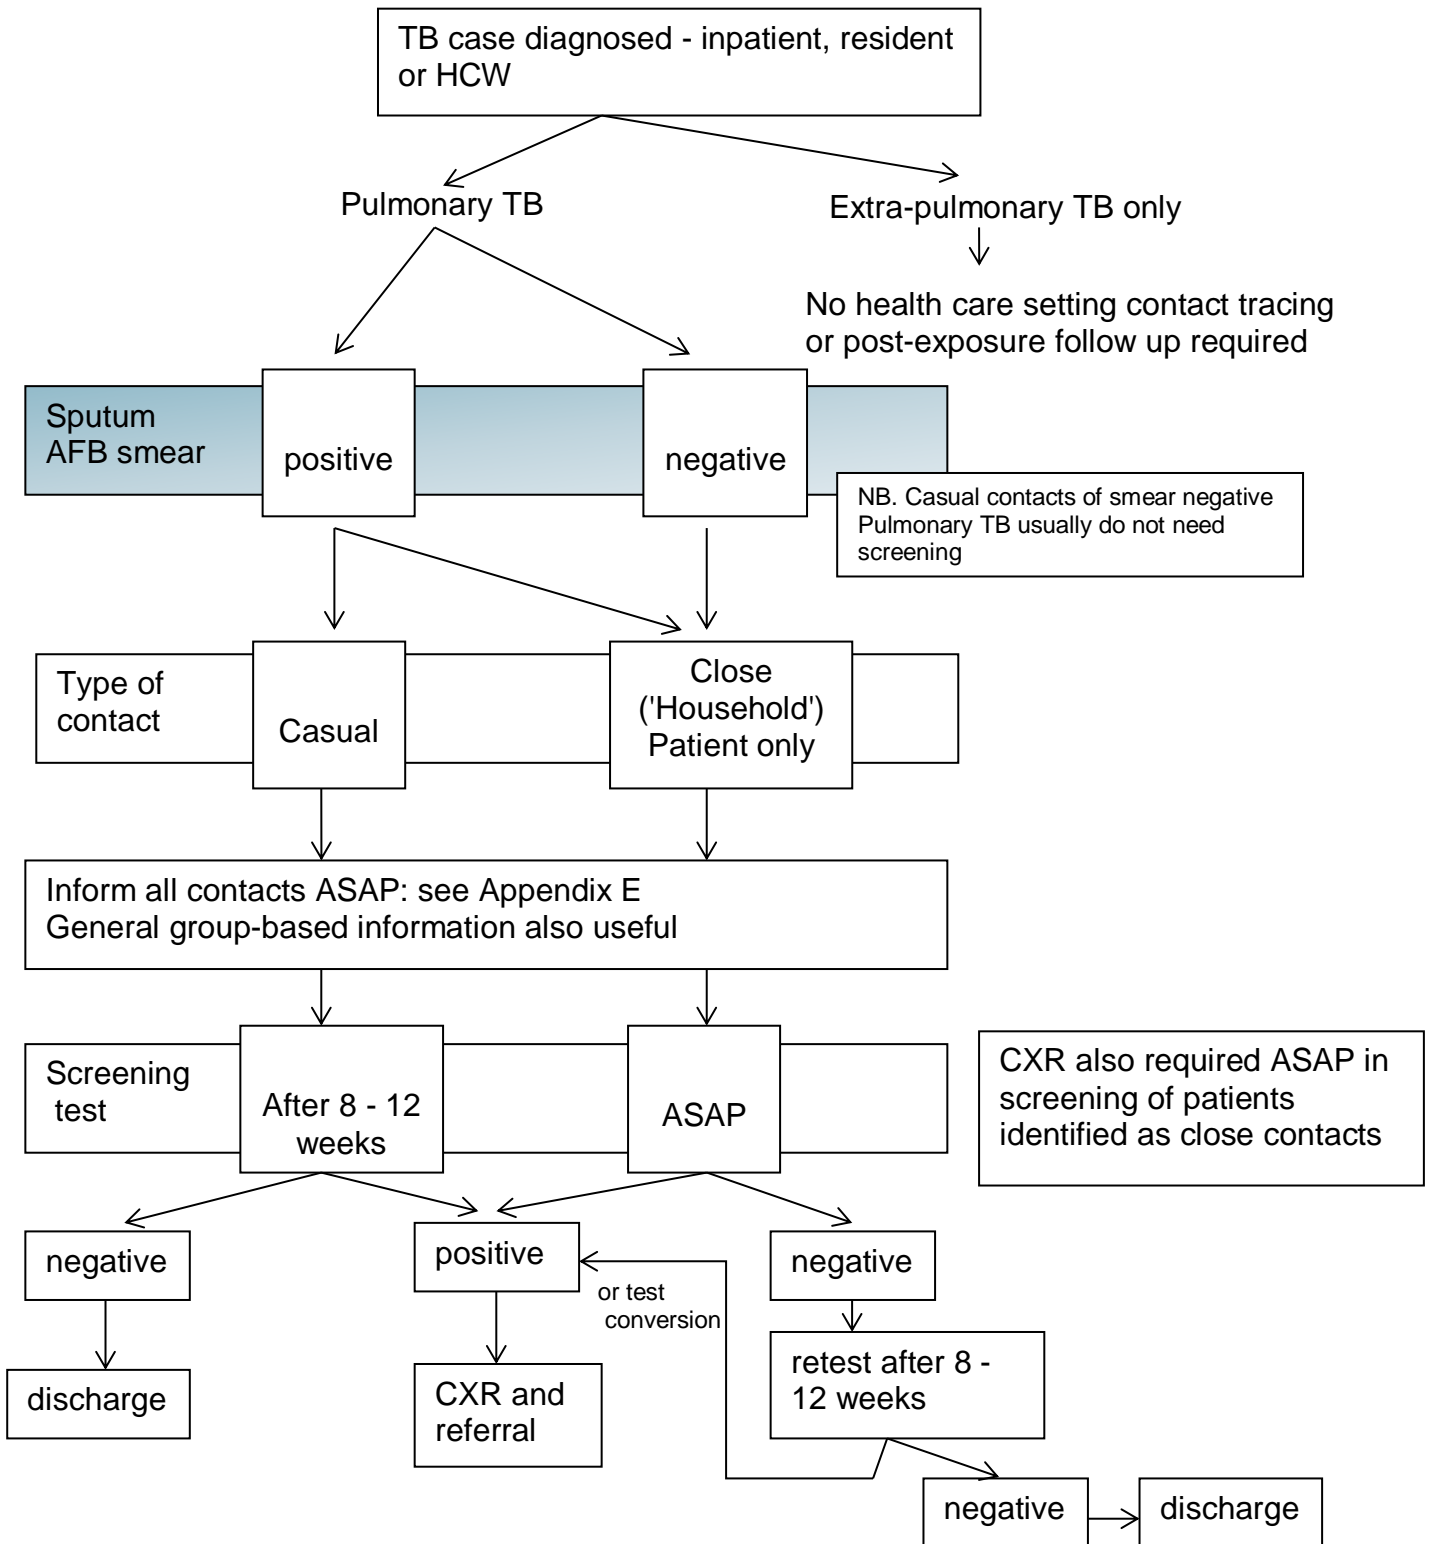 TB case diagnosed - inpatient, resident
or HCW
Pulmonary TB
Extra-pulmonary TB only
No health care setting contact tracing
or post-exposure follow up required
Sputum
AFB smear
positive
negative
NB. Casual contacts of smear negative
Pulmonary TB usually do not need
screening
Type of
contact
Casual
Close
('Household')
Patient only
Inform all contacts ASAP: see Appendix E
General group-based information also useful
Screening
test
After 8 - 12
weeks
ASAP
CXR also required ASAP in
screening of patients
identified as close contacts
negative
positive
negative
or test
conversion
discharge
CXR and
referral
retest after 8 -
12 weeks
negative
discharge